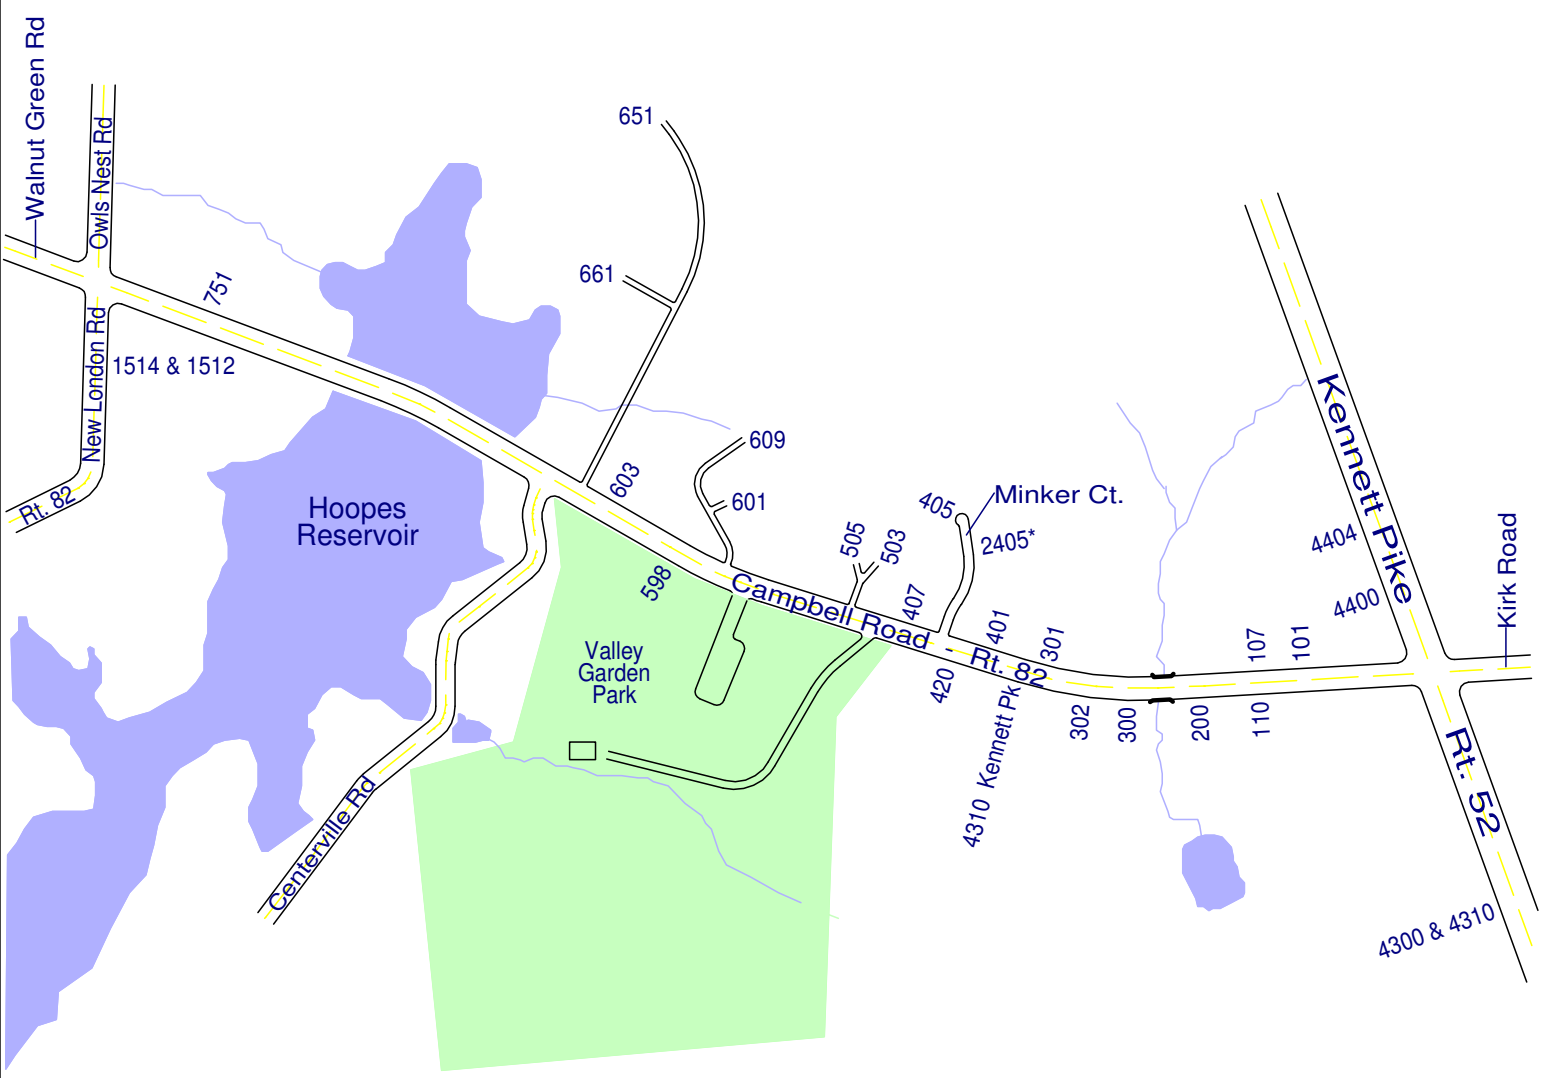 Walnut Green Rd
Owls Nest Rd
651
661
751
New London Rd
1514 & 1512
Rt. 82
Hoopes
Reservoir
603
609
601
598
Campbell Road - Rt. 82
505
503
405
Minker Ct.
2405*
407
401
301
420
4310 Kennett Pk
302
300
200
110
107
101
Kennett Pike
4404
4400
Kirk Road
Rt. 52
4300 & 4310
Valley
Garden
Park
Centerville Rd